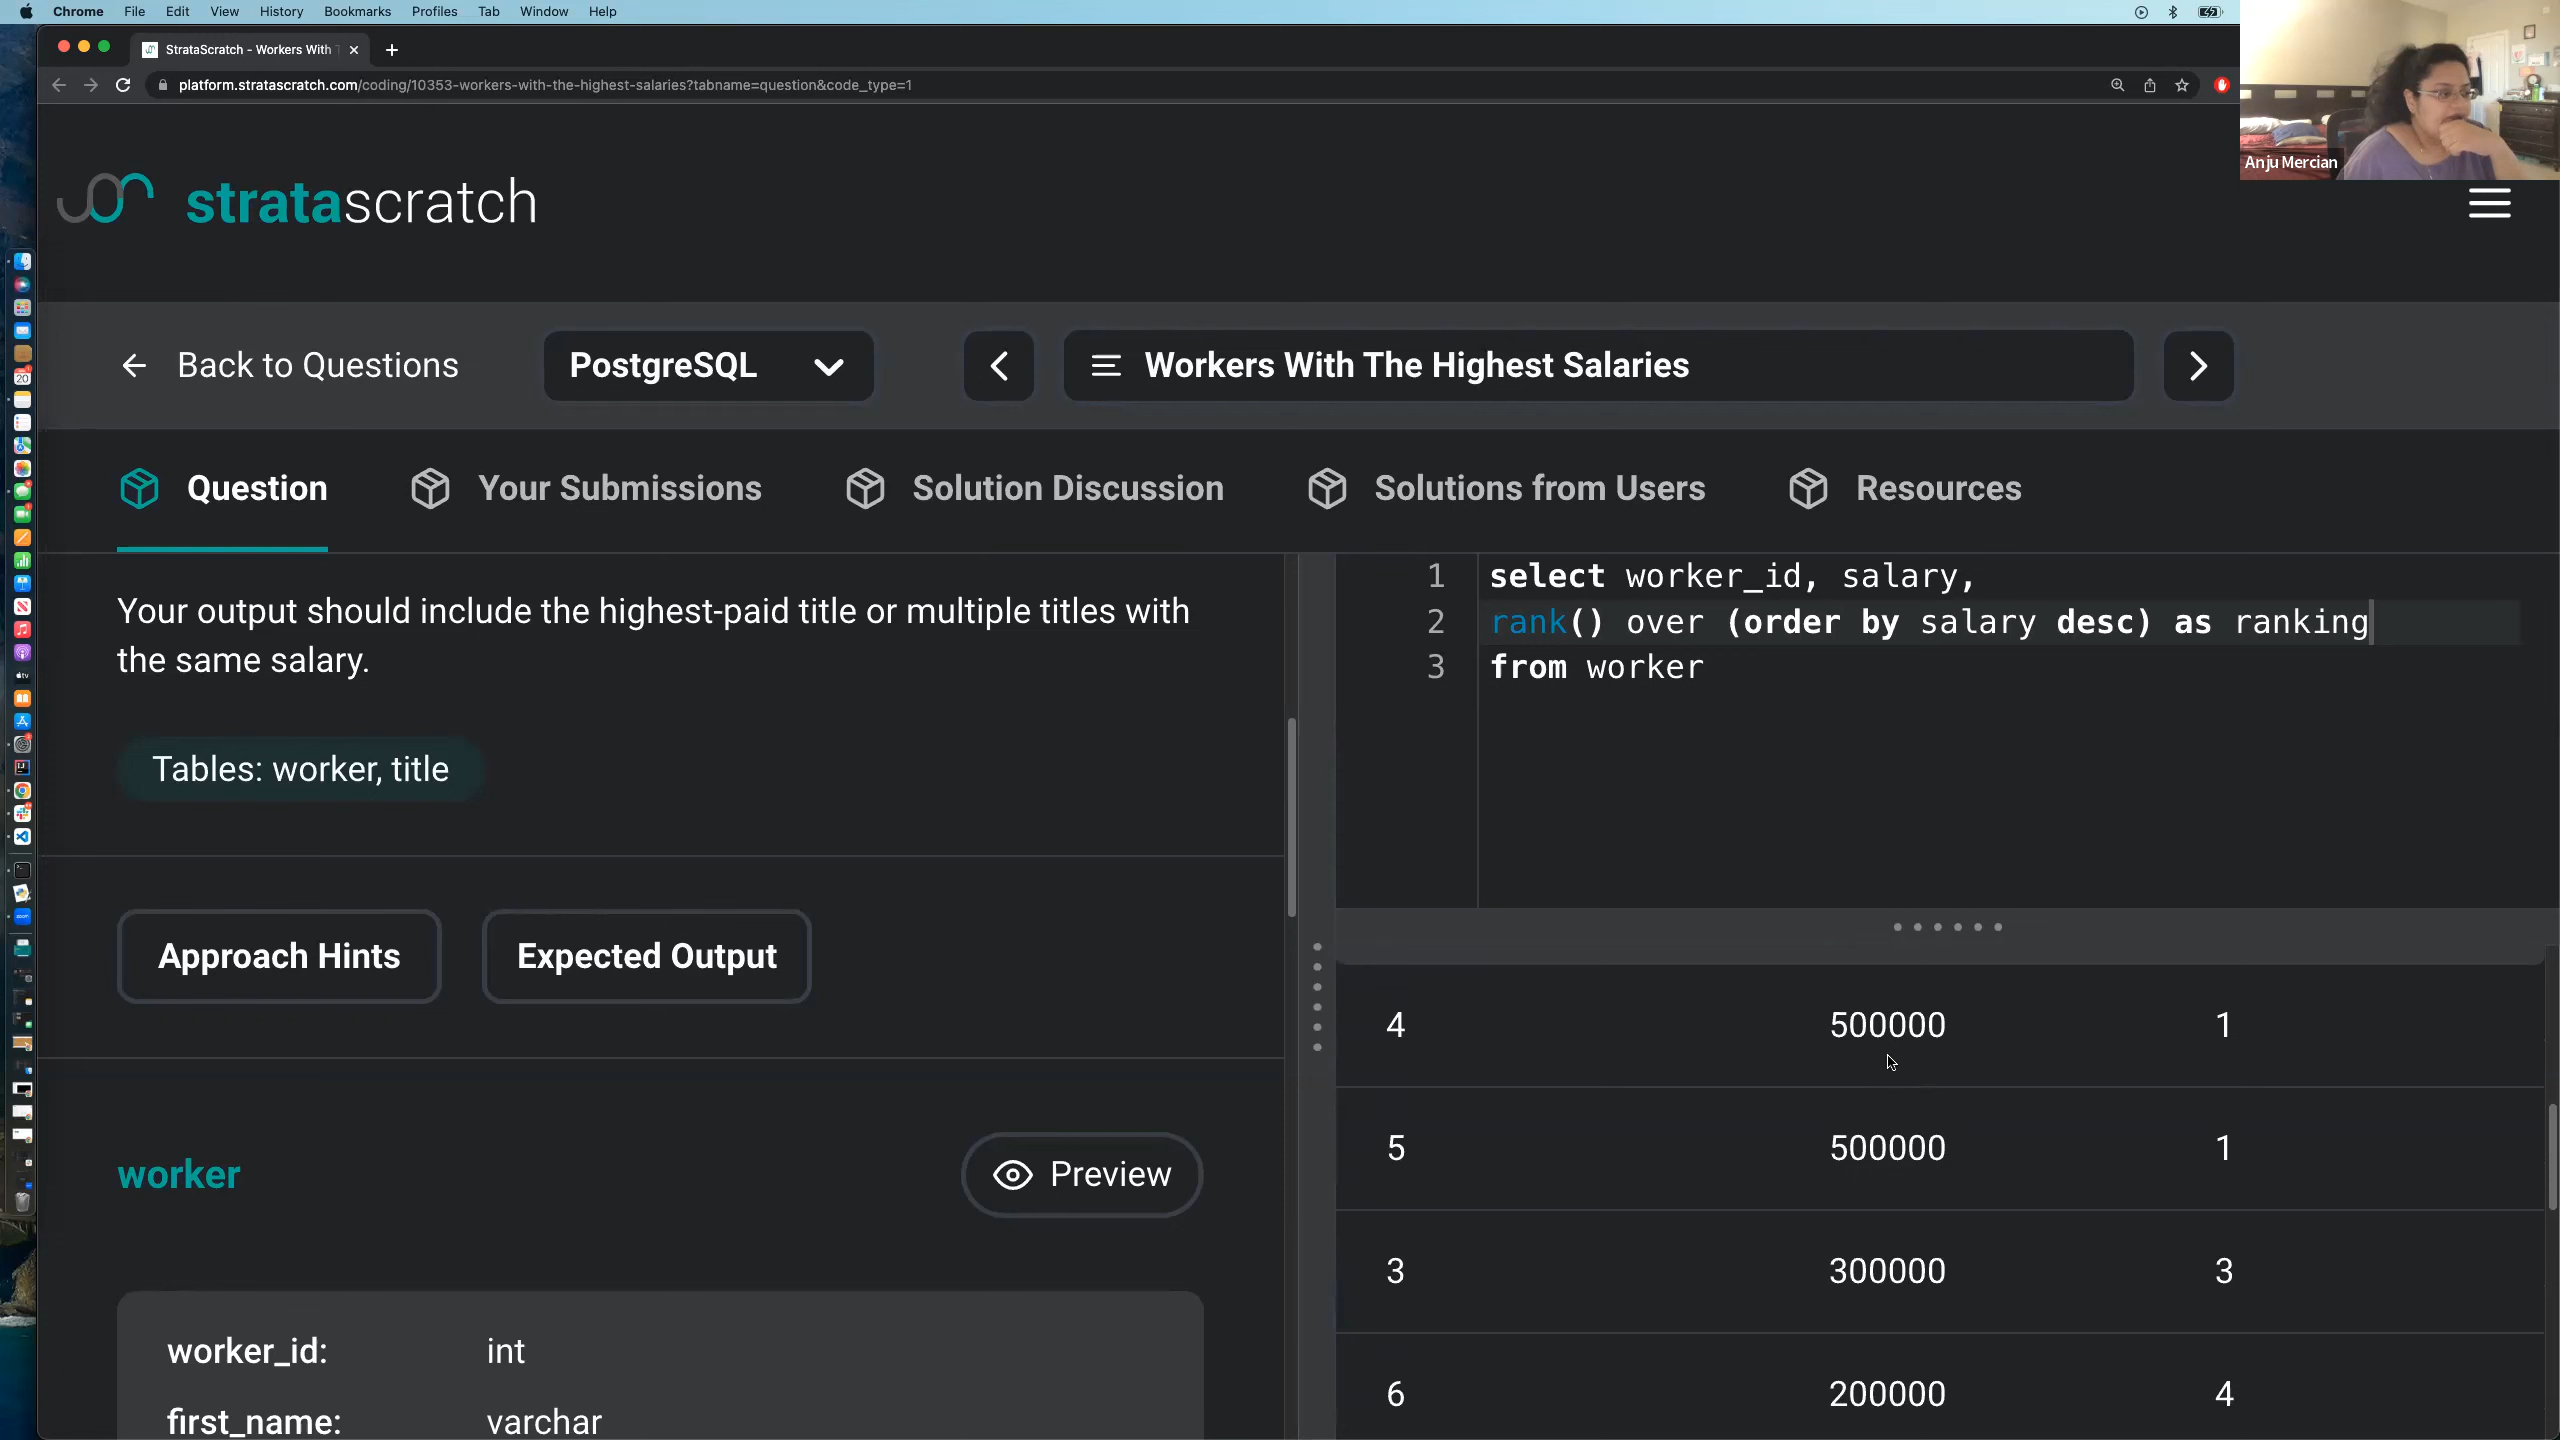 Chrome File Edit View History Bookmarks Profiles Tab Window Help
StrataScratch - Workers With
platform.stratascratch.com/coding/10353-workers-with-the-highest-salaries?tabname=question&code_type=1
Anju Mercian
stratascratch
Back to Questions
PostgreSQL
Workers With The Highest Salaries
Question
Your Submissions
Solution Discussion
Solutions from Users
Resources
Your output should include the highest-paid title or multiple titles with
the same salary.
Tables: worker, title
Approach Hints
Expected Output
worker
Preview
worker_id: int
first_name: varchar
1 select worker_id, salary,
2 rank() over (order by salary desc) as ranking
3 from worker
4 500000 1
5 500000 1
3 300000 3
6 200000 4